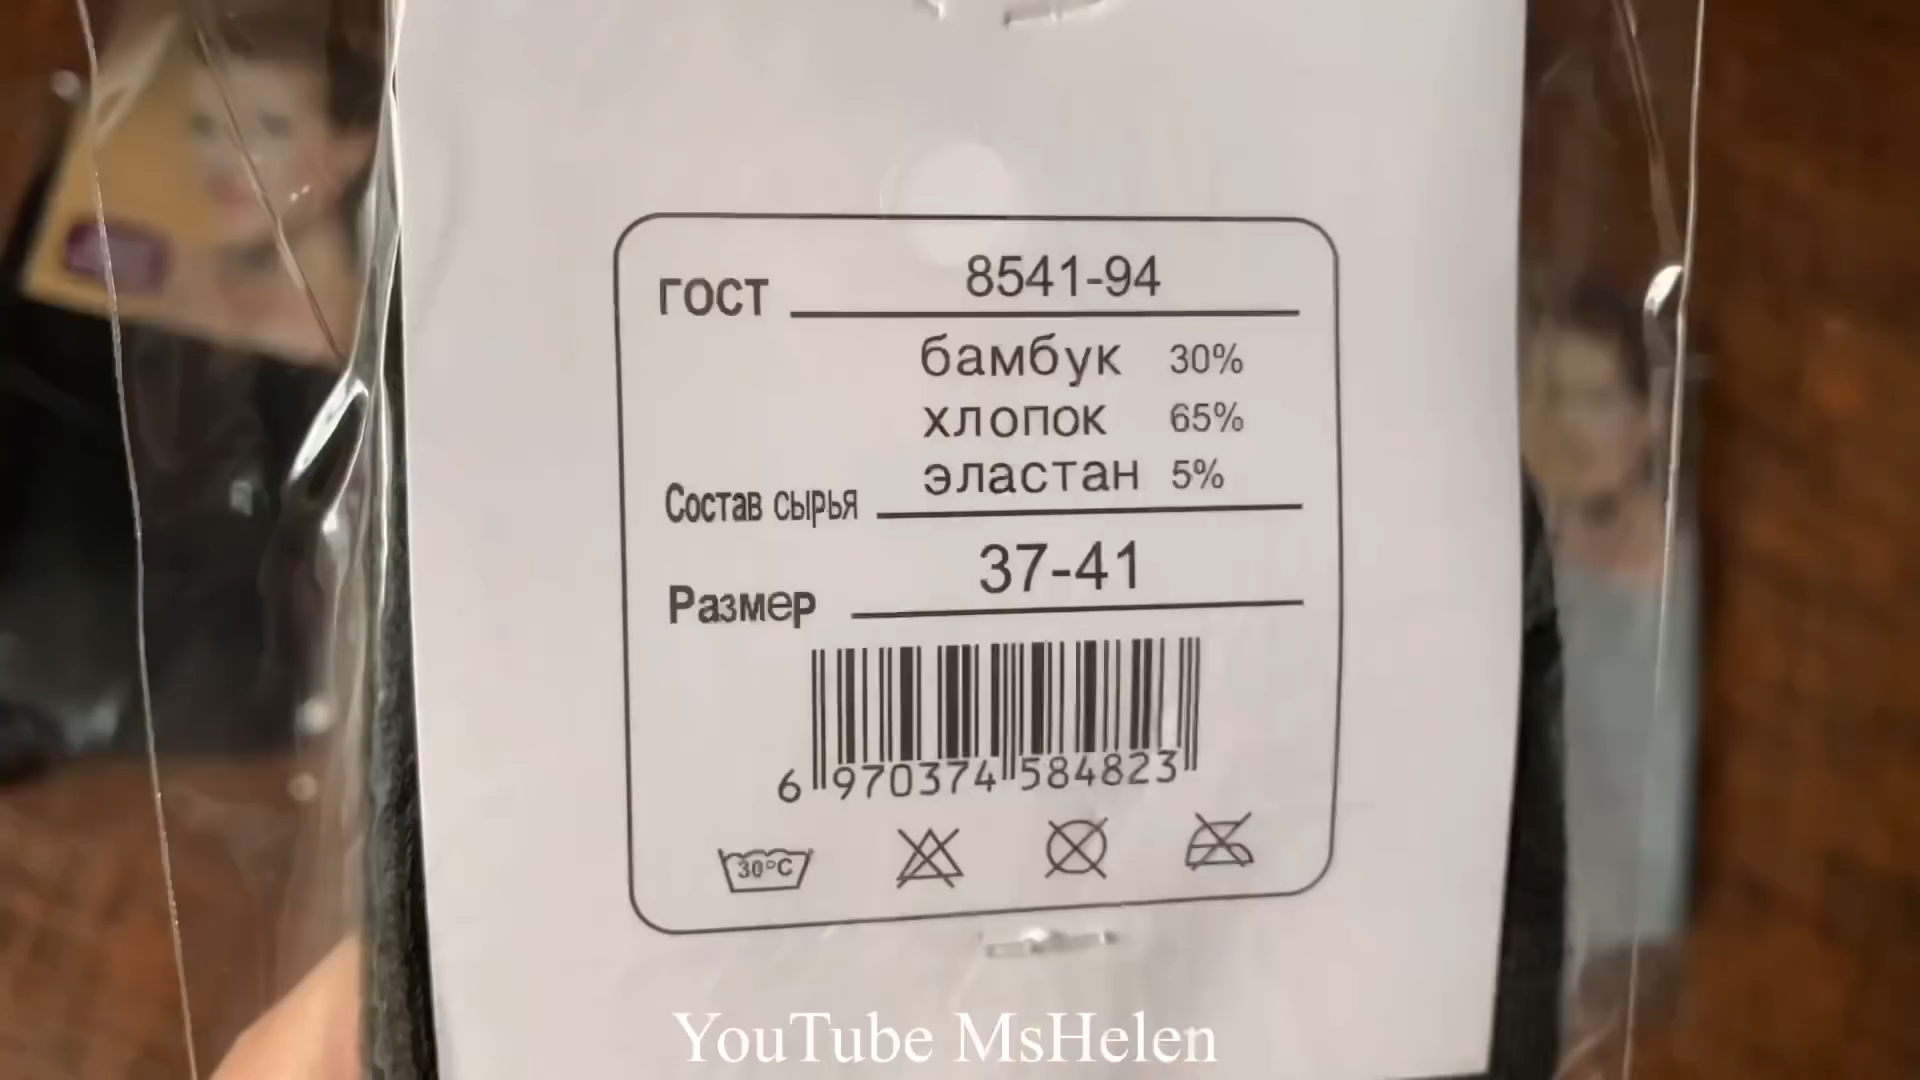 ГОСТ 8541-94
бамбук 30%
хлопок 65%
Состав сырья эластан 5%
Размер 37-41
6 970374 584823
30°C
YouTube MsHelen